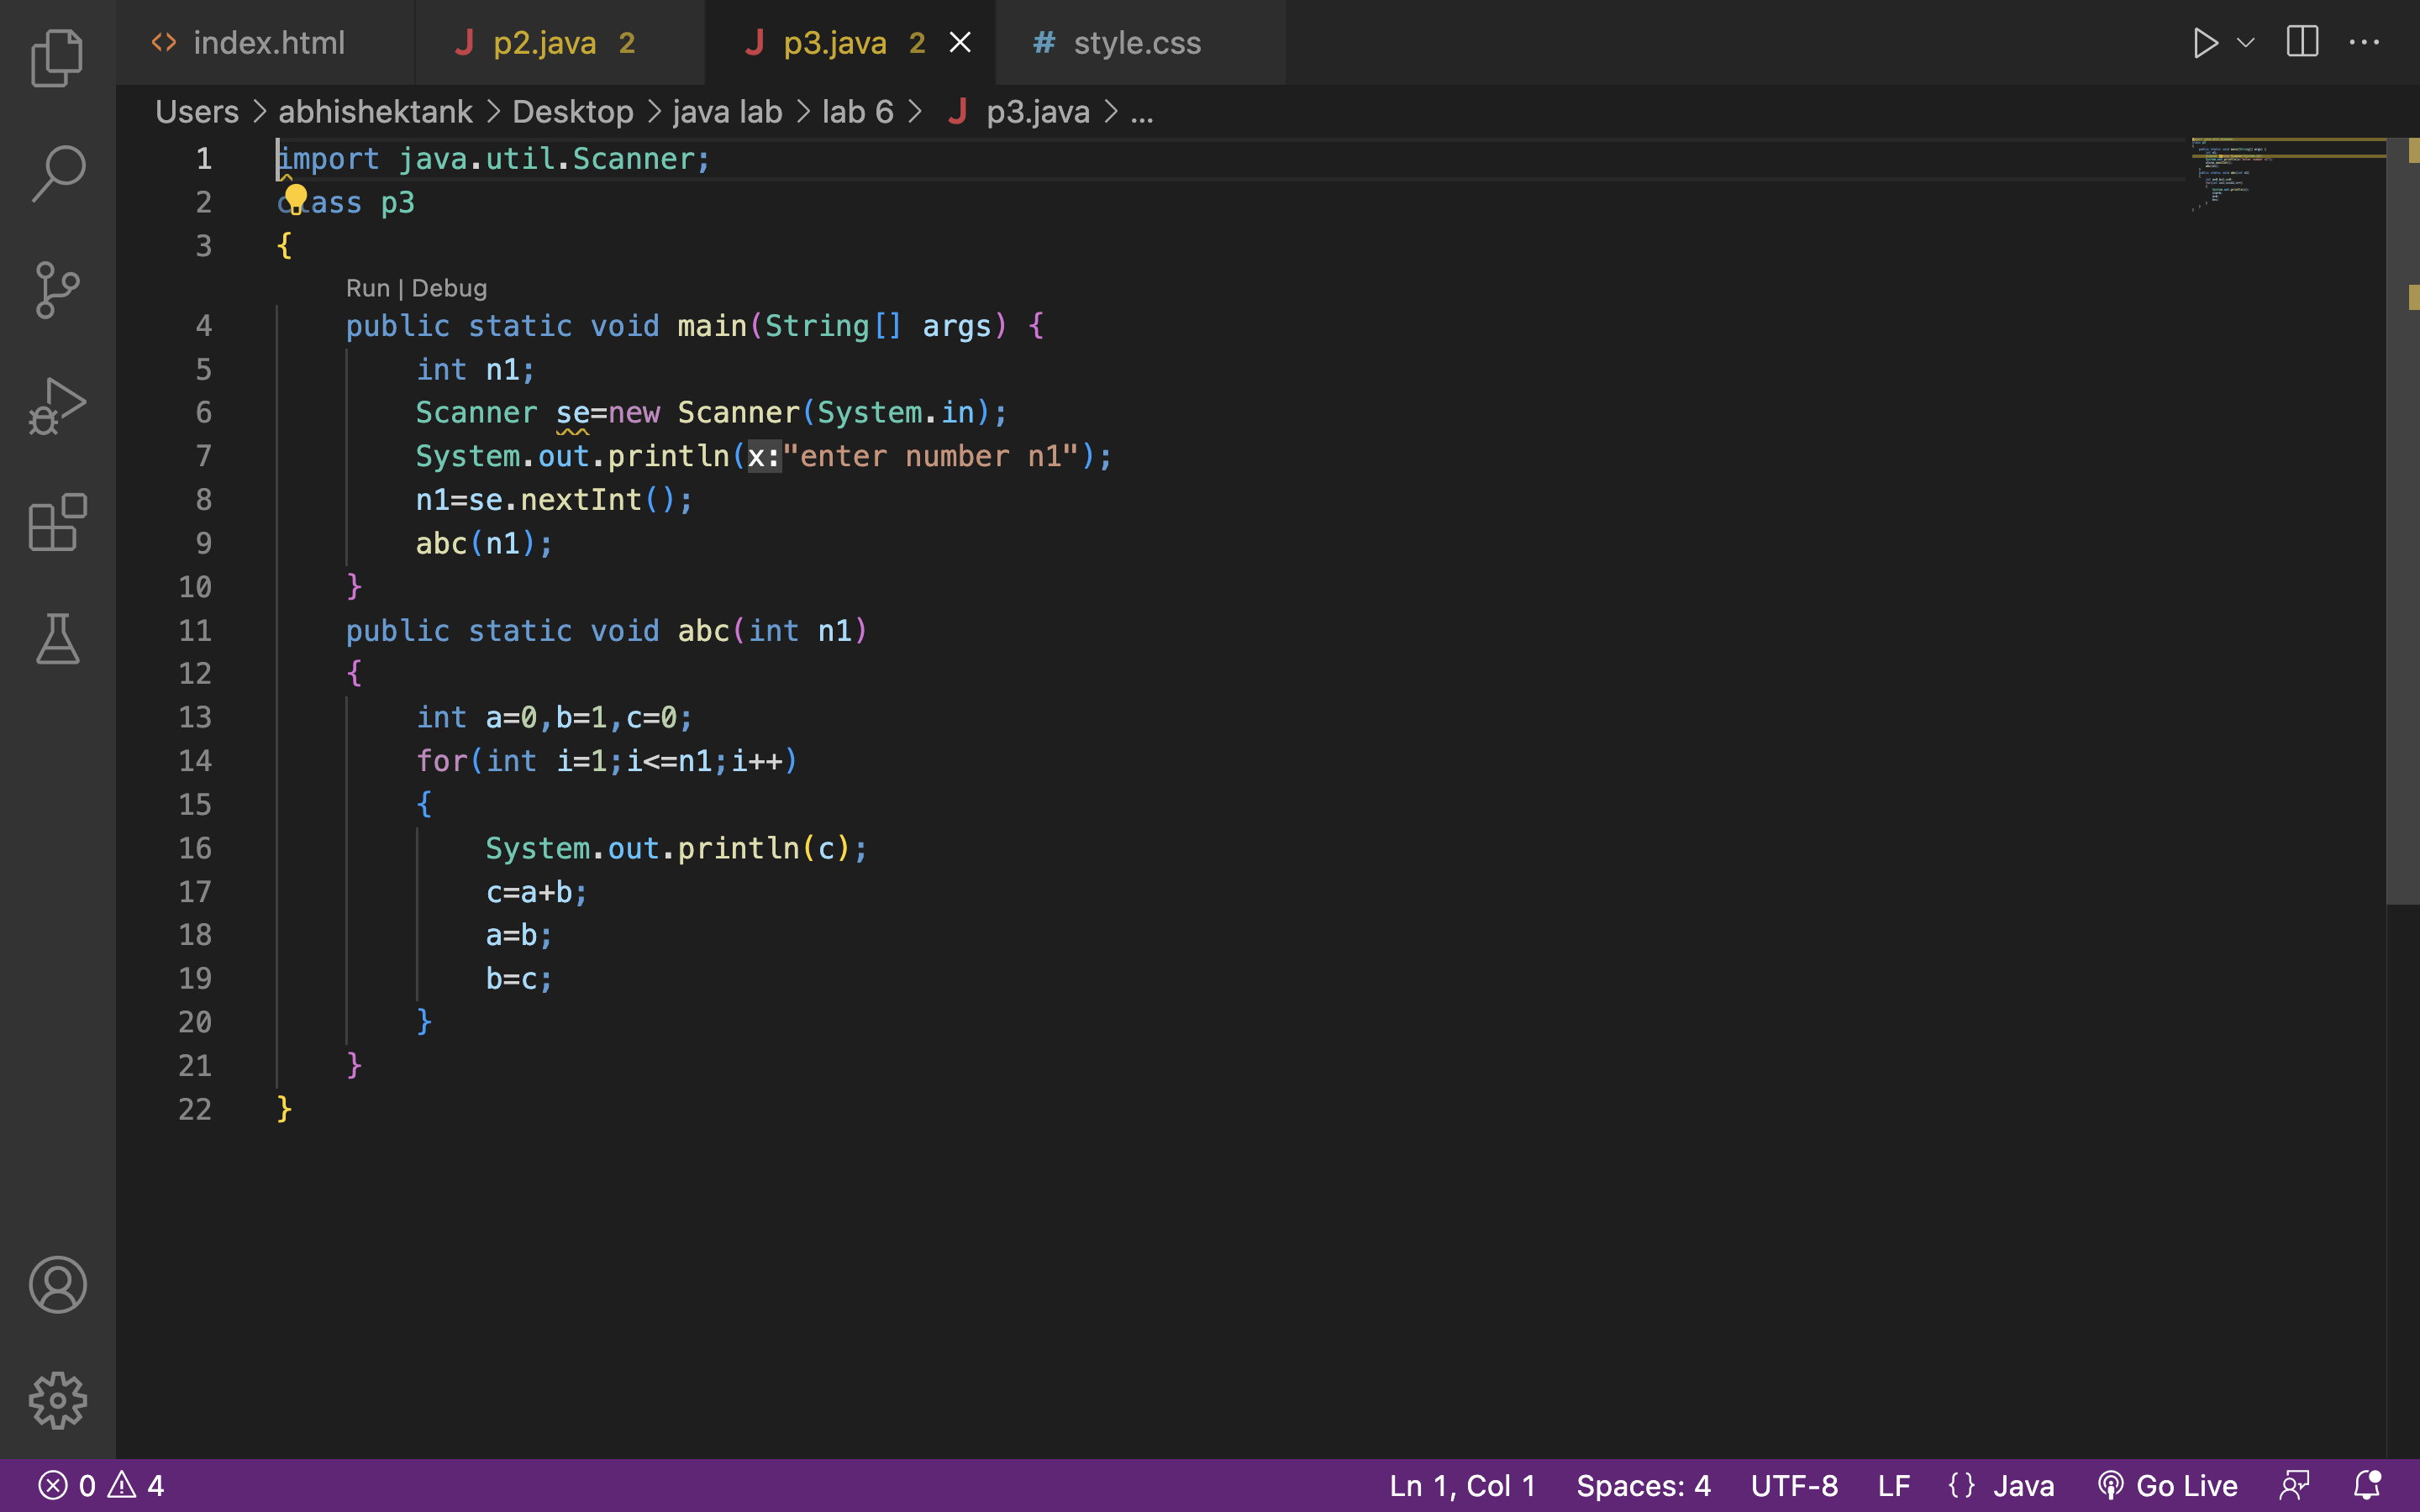 index.html
p2.java 2
p3.java 2
# style.css
Users > abhishektank > Desktop > java lab > lab 6 > p3.java > ...
1 import java.util.Scanner;
2 class p3
3 {
Run | Debug
4 public static void main(String[] args) {
5 int n1;
6 Scanner se=new Scanner(System.in);
7 System.out.println(x:"enter number n1");
8 n1=se.nextInt();
9 abc(n1);
10 }
11 public static void abc(int n1)
12 {
13 int a=0,b=1,c=0;
14 for(int i=1;i<=n1;i++)
15 {
16 System.out.println(c);
17 c=a+b;
18 a=b;
19 b=c;
20 }
21 }
22 }
0 4 Ln 1, Col 1 Spaces: 4 UTF-8 LF {} Java Go Live